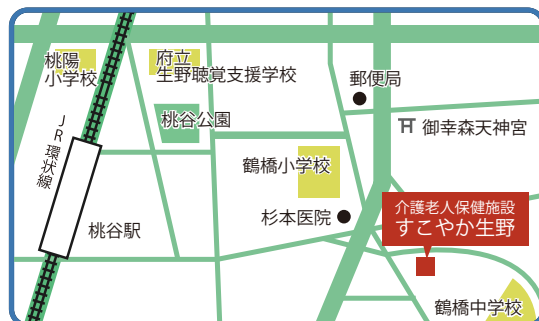 桃陽
小学校
府立
生野聴覚支援学校
郵便局
桃谷公園
御幸森天神宮
JR環状線
鶴橋小学校
介護老人保健施設
すこやか生野
杉本医院
桃谷駅
鶴橋中学校